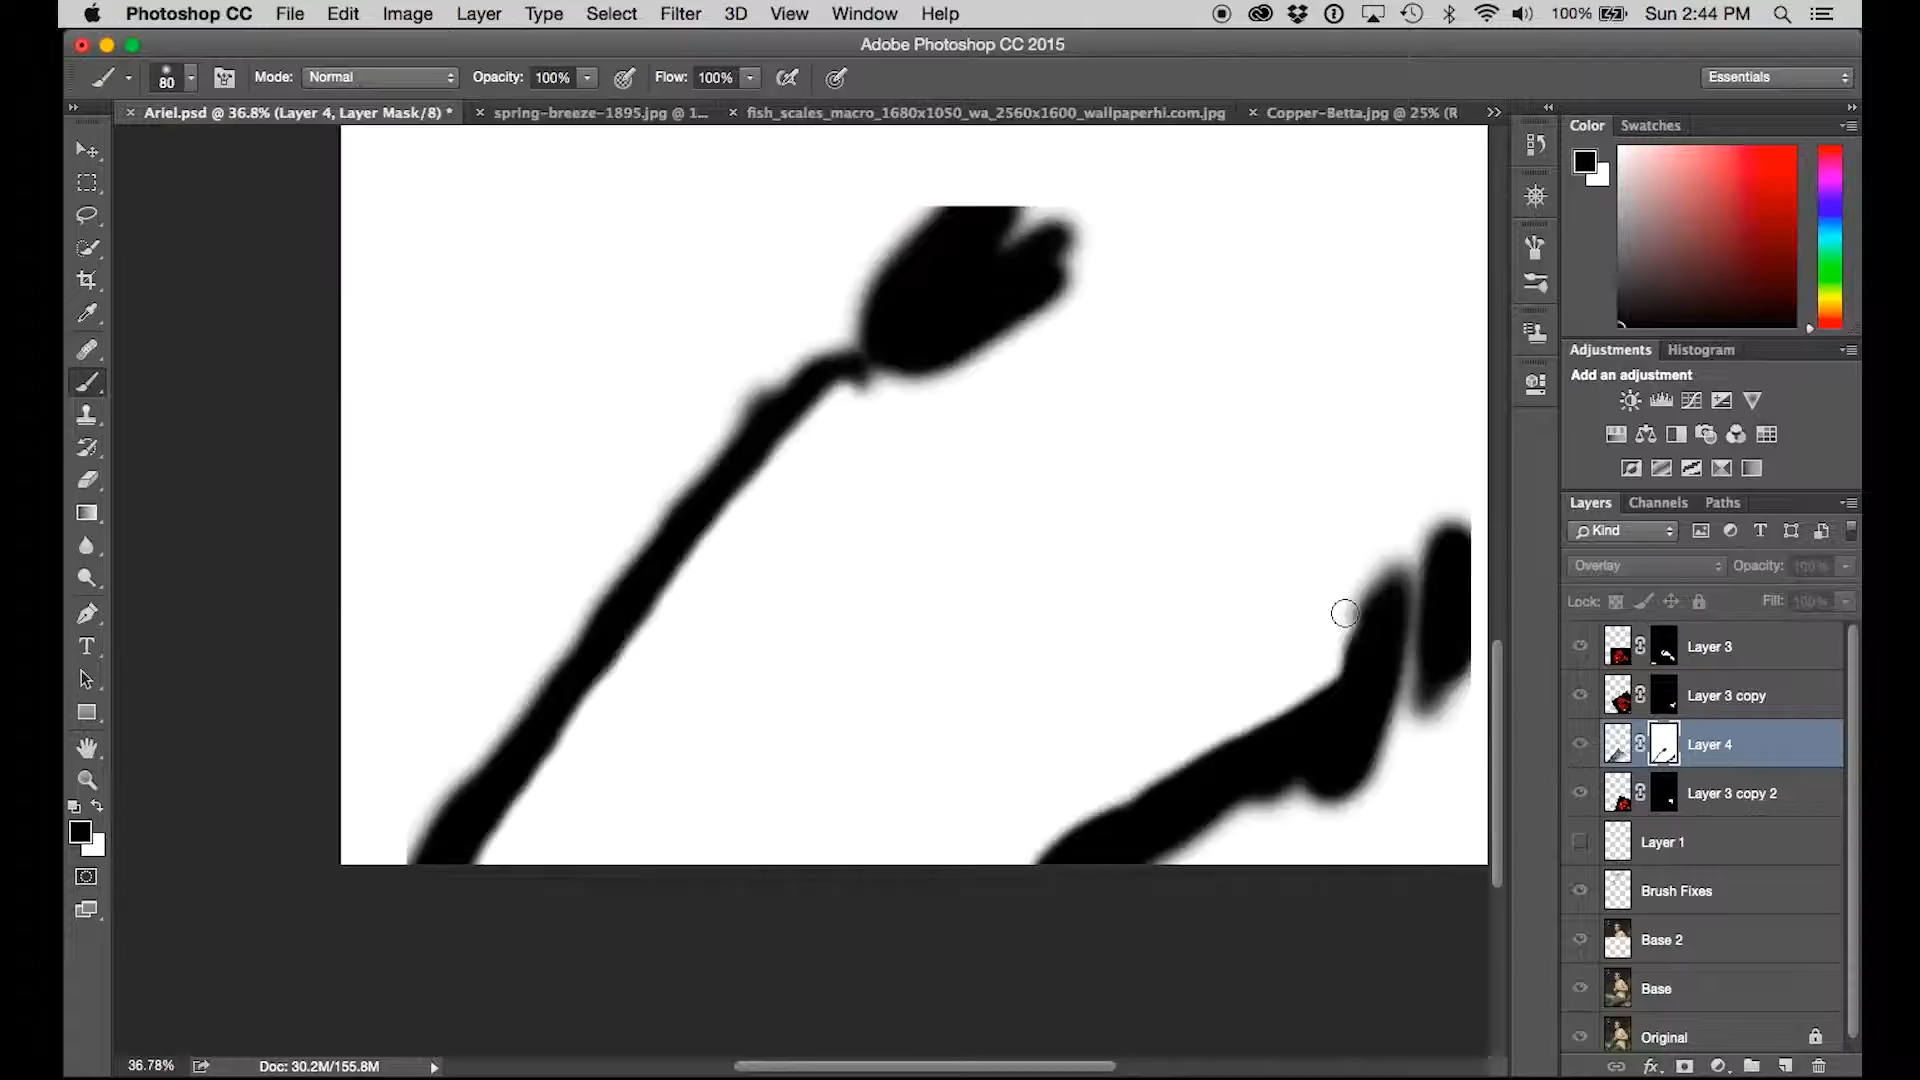 Photoshop CC File Edit Image Layer Type Select Filter 3D View Window Help 100% Sun 2:44 PM
Adobe Photoshop CC 2015
80 Mode: Normal Opacity: 100% Flow: 100% Essentials
Ariel.psd @ 36.8% (Layer 4, Layer Mask/8) * spring-breeze-1895.jpg @ 1... fish_scales_macro_1680x1050_wa_2560x1600_wallpaperhi.com.jpg Copper-Betta.jpg @ 25% (R
Color Swatches
Adjustments Histogram
Add an adjustment
Layers Channels Paths
Kind
Overlay Opacity: 100%
Lock: Fill: 100%
Layer 3
Layer 3 copy
Layer 4
Layer 3 copy 2
Layer 1
Brush Fixes
Base 2
Base
Original
36.78% Doc: 30.2M/155.8M